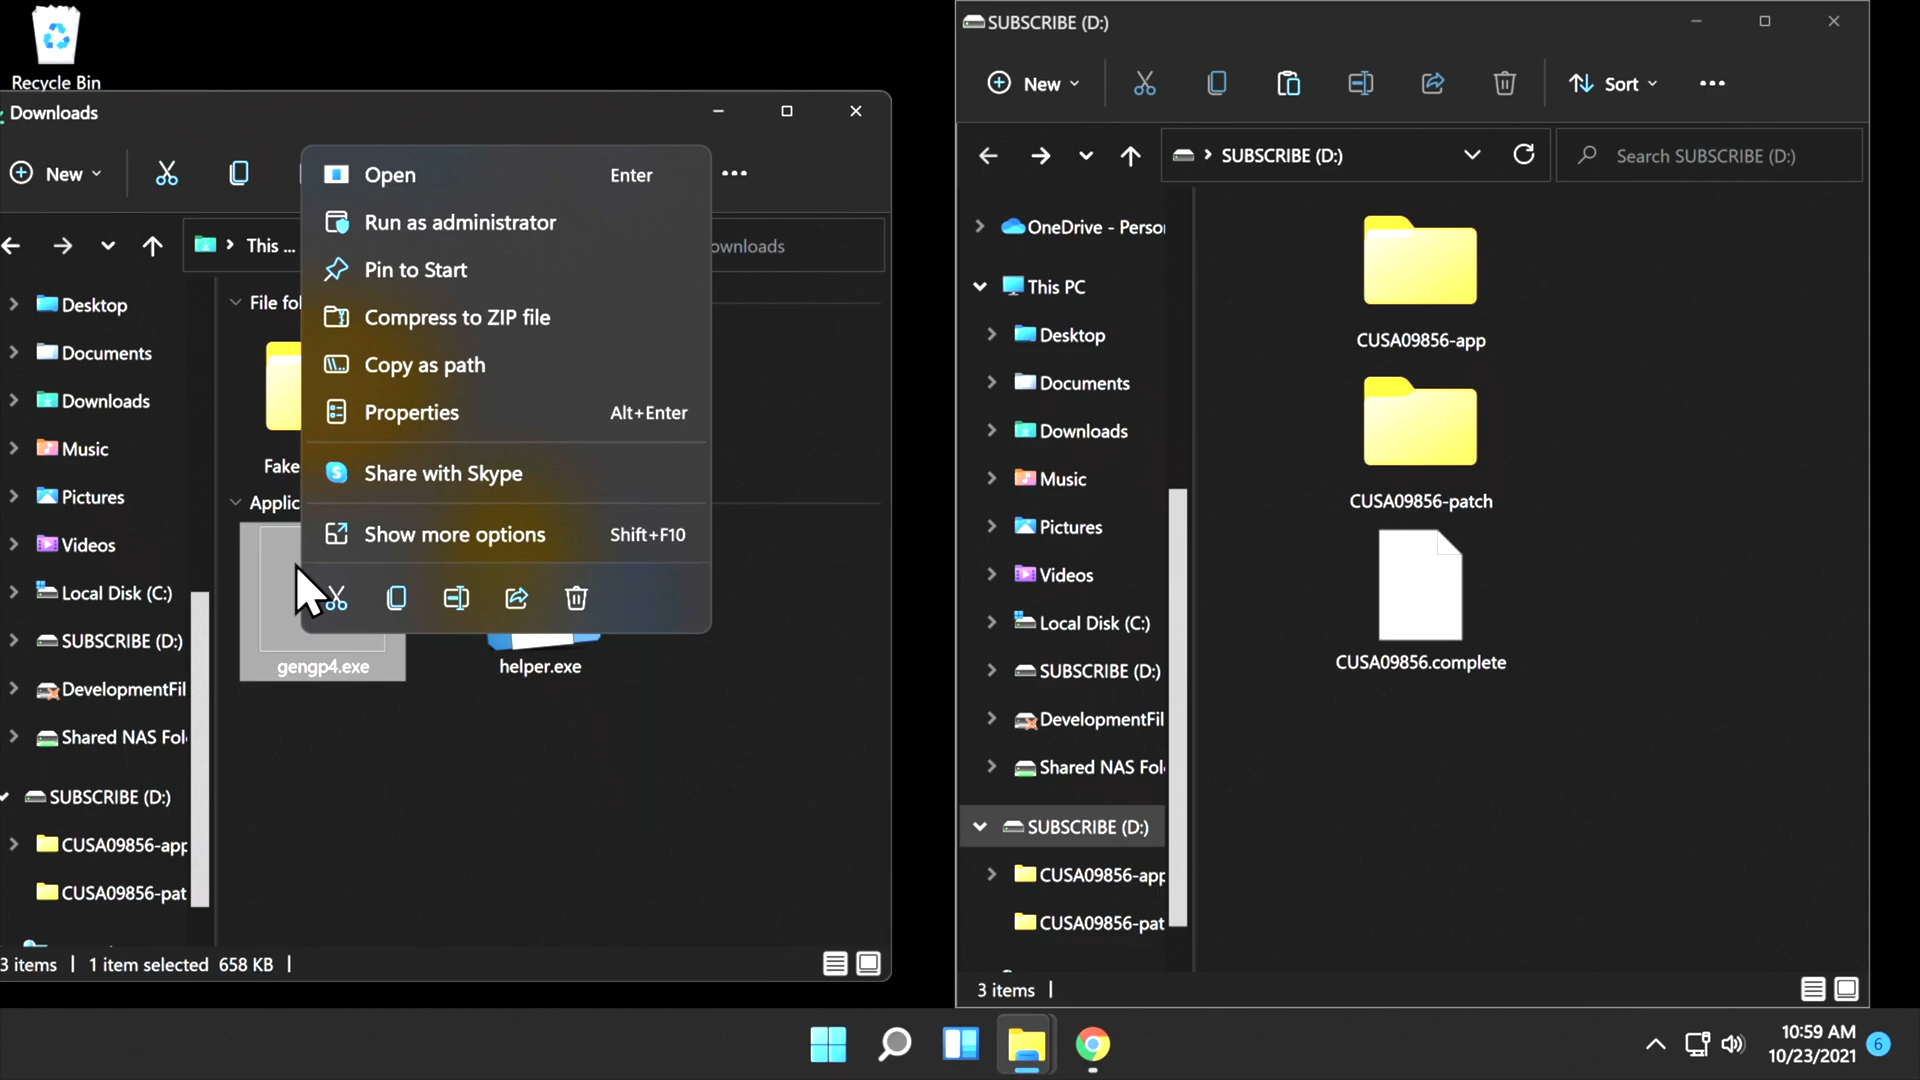 Recycle Bin
Downloads
New
This ...
ownloads
Desktop
Documents
Downloads
Music
Pictures
Videos
Local Disk (C:)
SUBSCRIBE (D:)
DevelopmentFil
Shared NAS Fol
SUBSCRIBE (D:)
CUSA09856-app
CUSA09856-pat
File fol
Fake
Applic
gengp4.exe
helper.exe
Open Enter
Run as administrator
Pin to Start
Compress to ZIP file
Copy as path
Properties Alt+Enter
Share with Skype
Show more options Shift+F10
3 items 1 item selected 658 KB
SUBSCRIBE (D:)
New
Sort
SUBSCRIBE (D:)
Search SUBSCRIBE (D:)
OneDrive - Person
This PC
Desktop
Documents
Downloads
Music
Pictures
Videos
Local Disk (C:)
SUBSCRIBE (D:)
DevelopmentFil
Shared NAS Fol
SUBSCRIBE (D:)
CUSA09856-app
CUSA09856-pat
CUSA09856-app
CUSA09856-patch
CUSA09856.complete
3 items
10:59 AM
10/23/2021
6